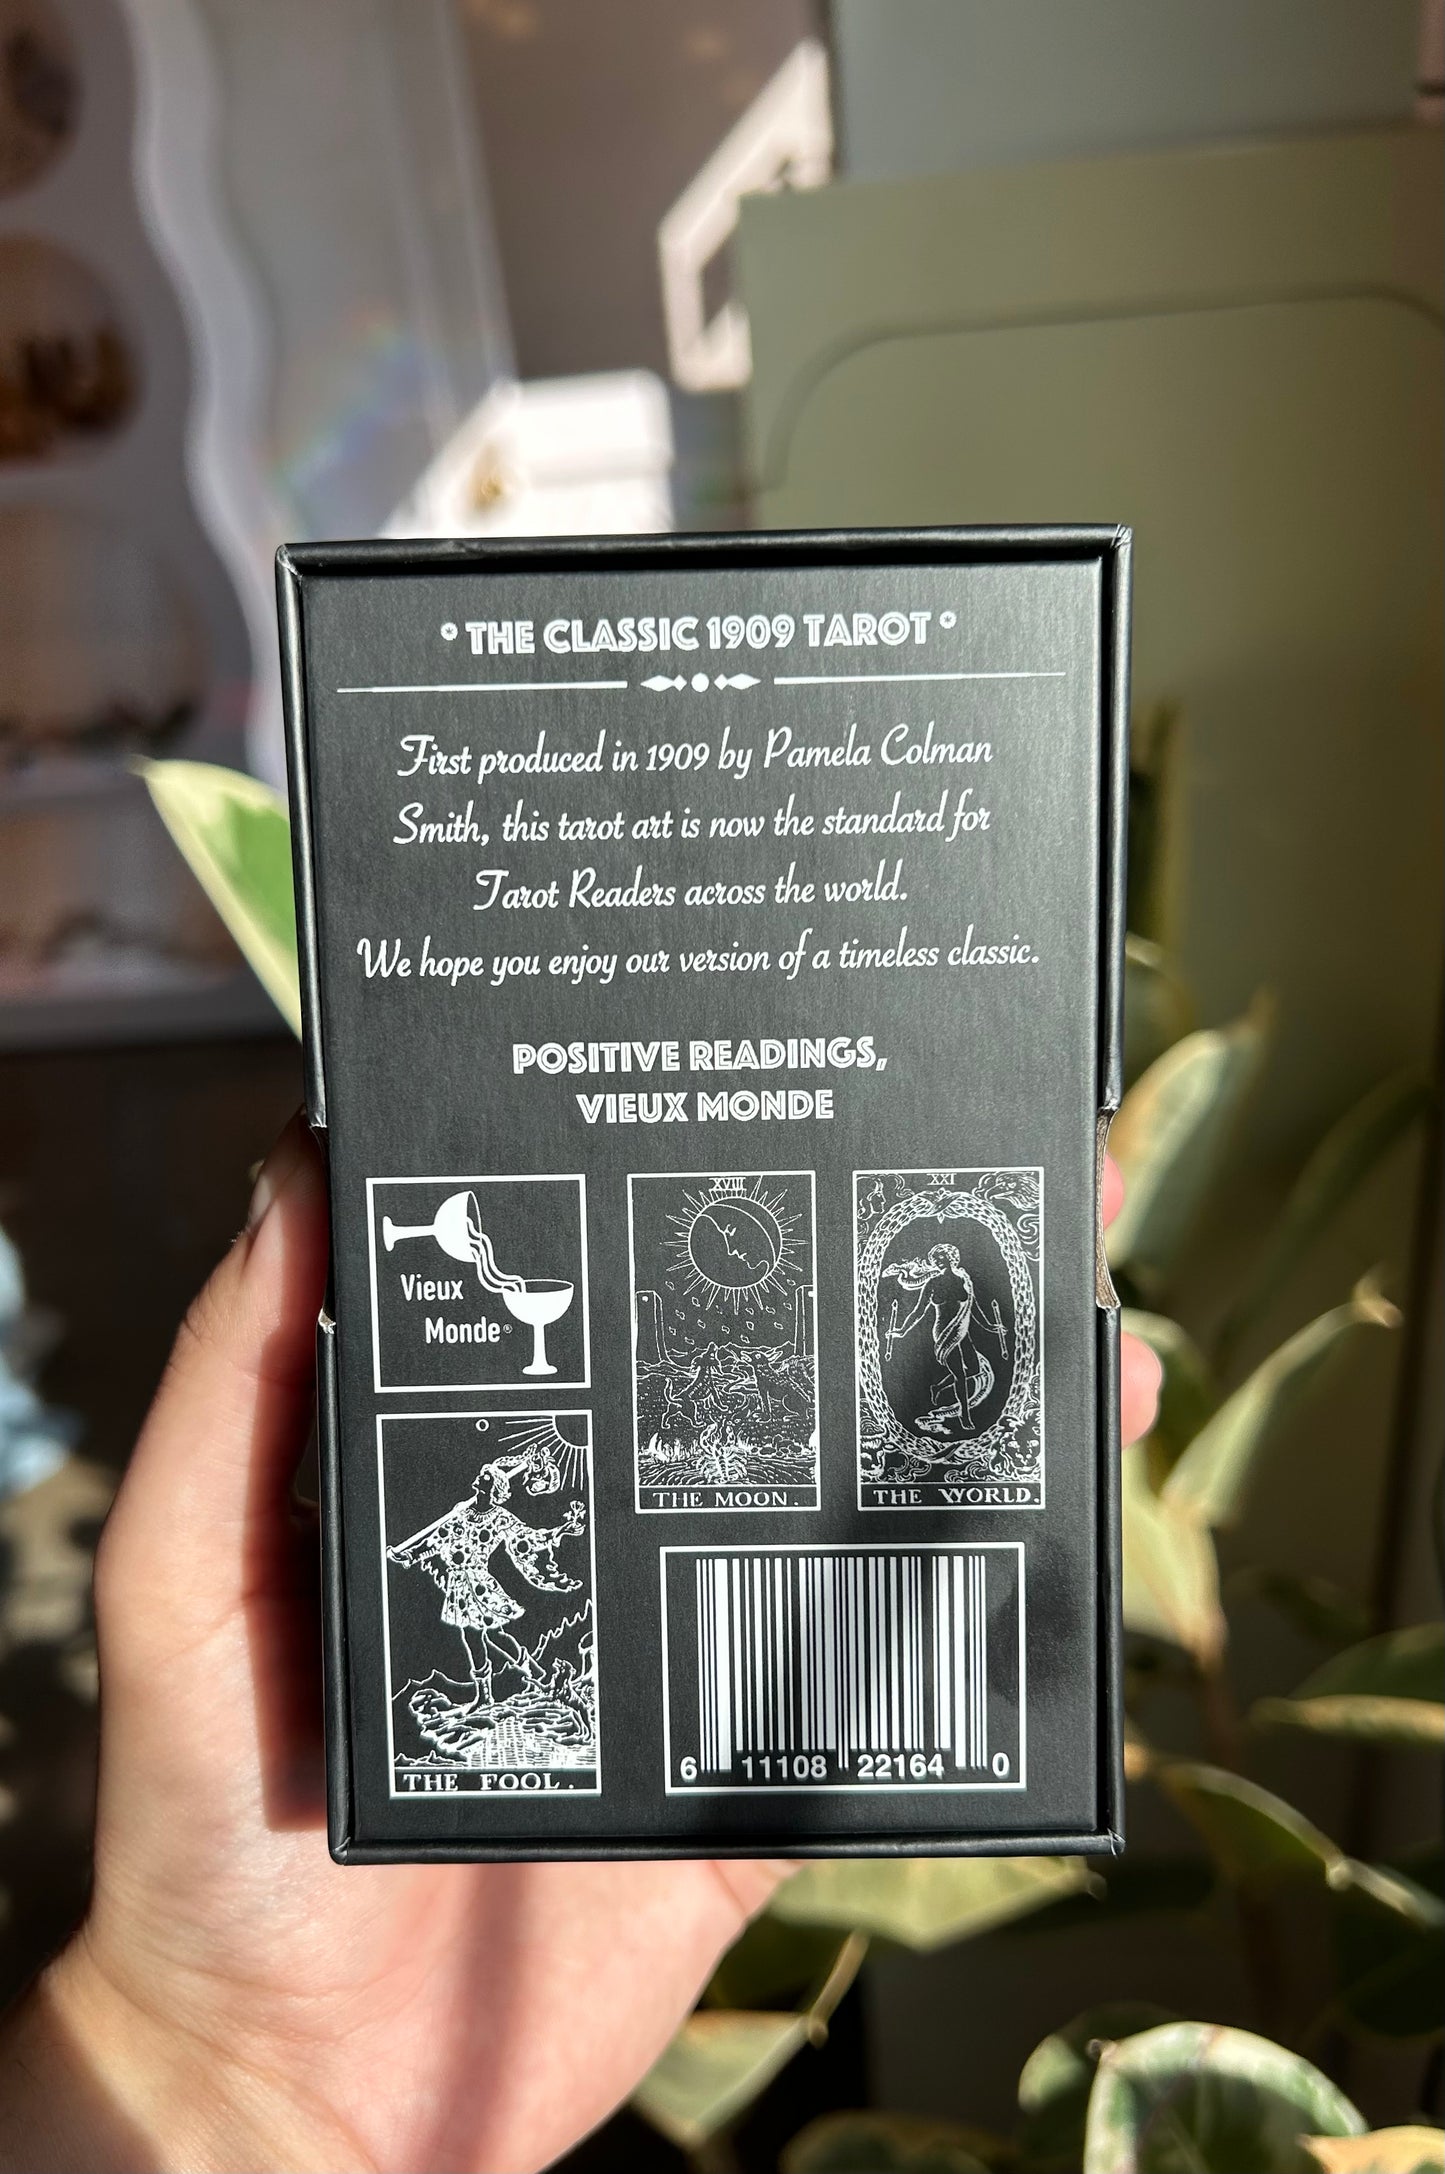 * THE CLASSIC 1909 TAROT *
First produced in 1909 by Pamela Colman
Smith, this tarot art is now the standard for
Tarot Readers across the world.
We hope you enjoy our version of a timeless classic.
POSITIVE READINGS,
VIEUX MONDE
Vieux
Monde®
XVIII
THE MOON.
XXI
THE WORLD.
0
THE FOOL.
6 11108 22164 0